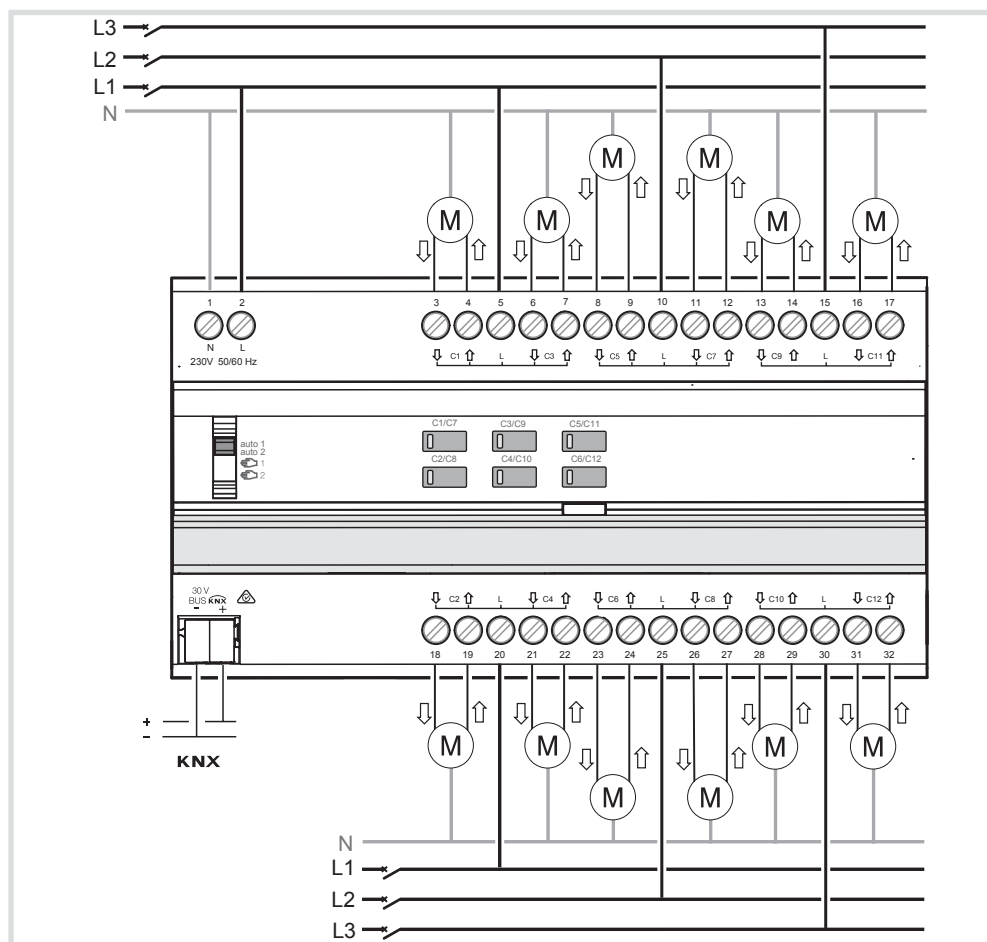 L3
L2
L1
N
M M
M M M M
1 2 3 4 5 6 7 8 9 10 11 12 13 14 15 16 17
N L
230V 50/60 Hz
C1 L C3 C5 L C7 C9 L C11
C1/C7 C3/C9 C5/C11
auto 1
auto 2
1
2
C2/C8 C4/C10 C6/C12
30 V
BUS KNX
- +
C2 L C4 C6 L C8 C10 L C12
18 19 20 21 22 23 24 25 26 27 28 29 30 31 32
+
-
KNX
M M M M
M M
N
L1
L2
L3